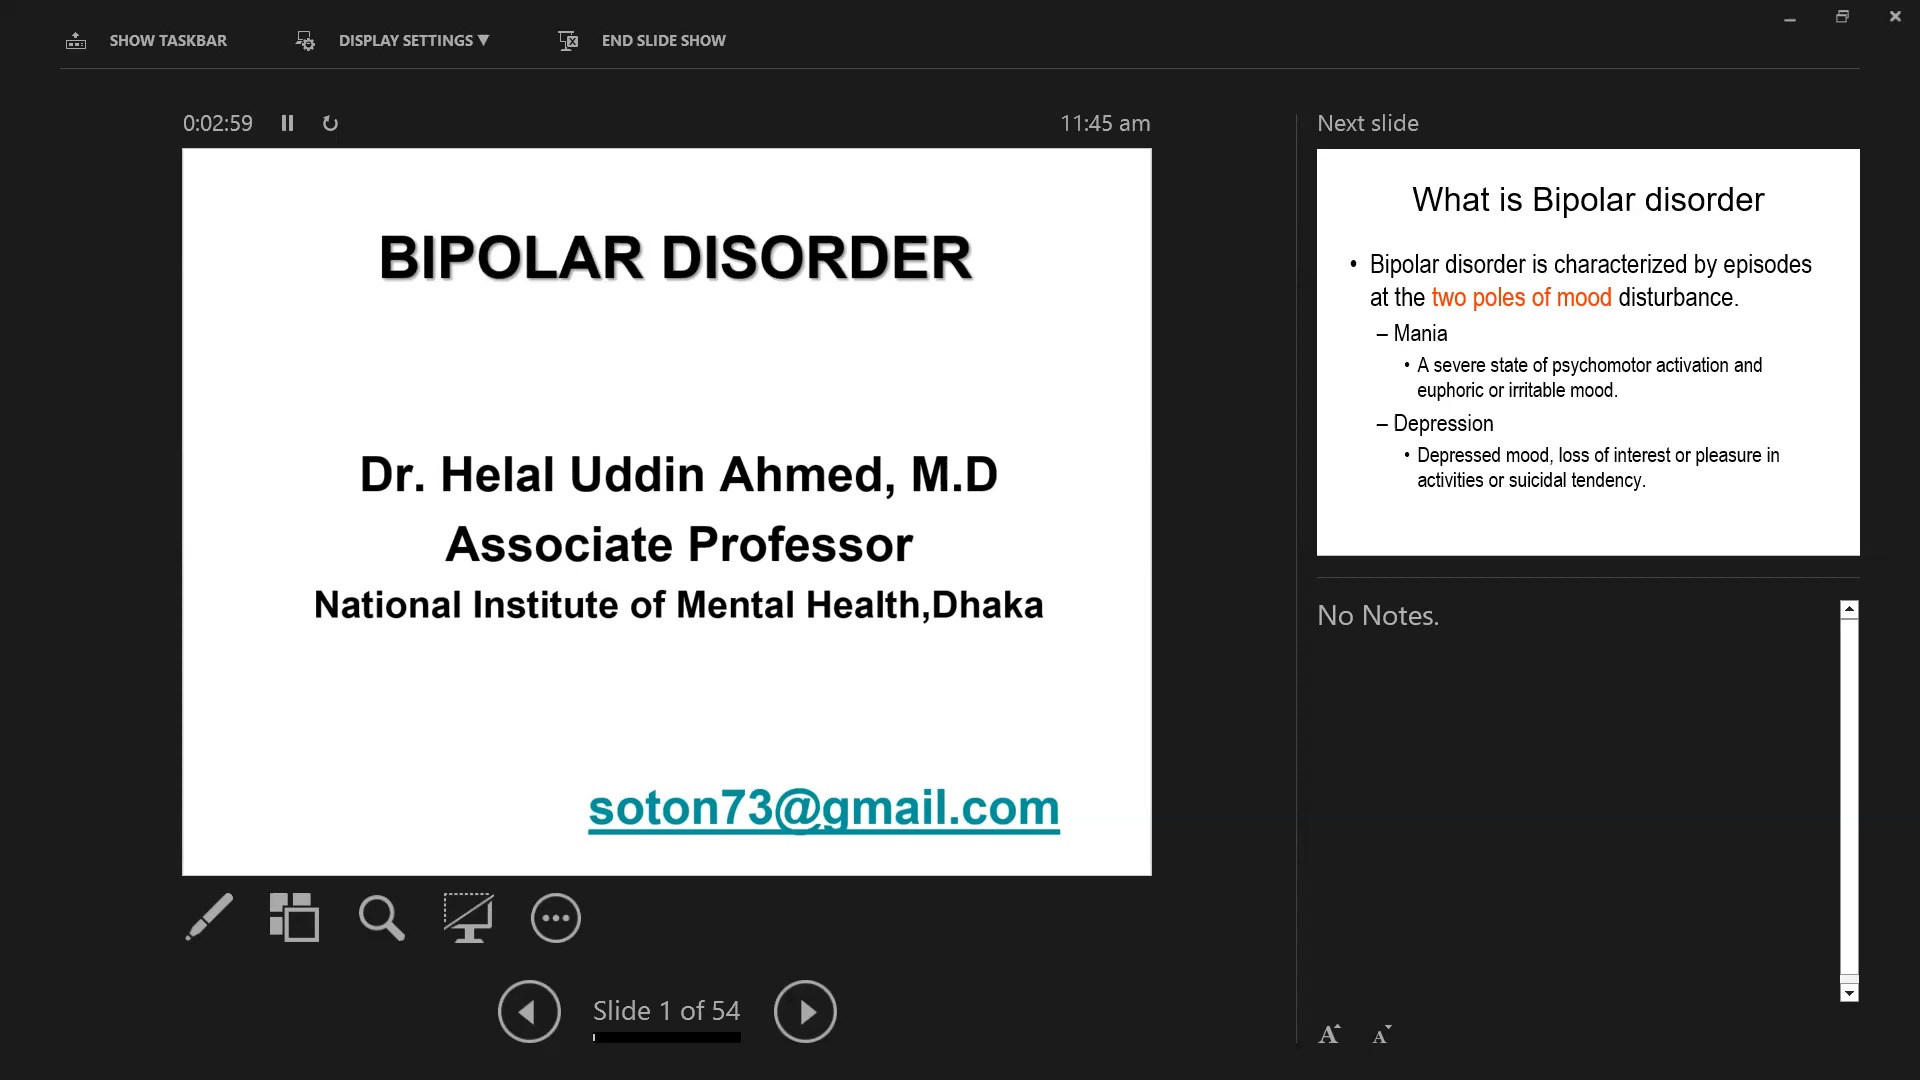 SHOW TASKBAR
DISPLAY SETTINGS ▼
END SLIDE SHOW
0:02:59
11:45 am
BIPOLAR DISORDER
Dr. Helal Uddin Ahmed, M.D
Associate Professor
National Institute of Mental Health,Dhaka
soton73@gmail.com
Slide 1 of 54
Next slide
What is Bipolar disorder
• Bipolar disorder is characterized by episodes
at the two poles of mood disturbance.
– Mania
• A severe state of psychomotor activation and
euphoric or irritable mood.
– Depression
• Depressed mood, loss of interest or pleasure in
activities or suicidal tendency.
No Notes.
A A